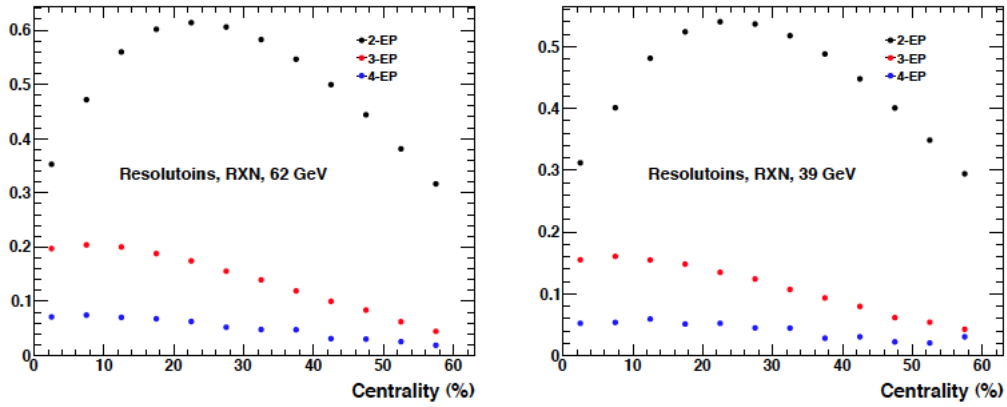 0.6
0.5
0.4
0.3
0.2
0.1
0
2-EP
3-EP
4-EP
Resolutoins, RXN, 62 GeV
0 10 20 30 40 50 60
Centrality (%)
0.5
0.4
0.3
0.2
0.1
0
2-EP
3-EP
4-EP
Resolutoins, RXN, 39 GeV
0 10 20 30 40 50 60
Centrality (%)